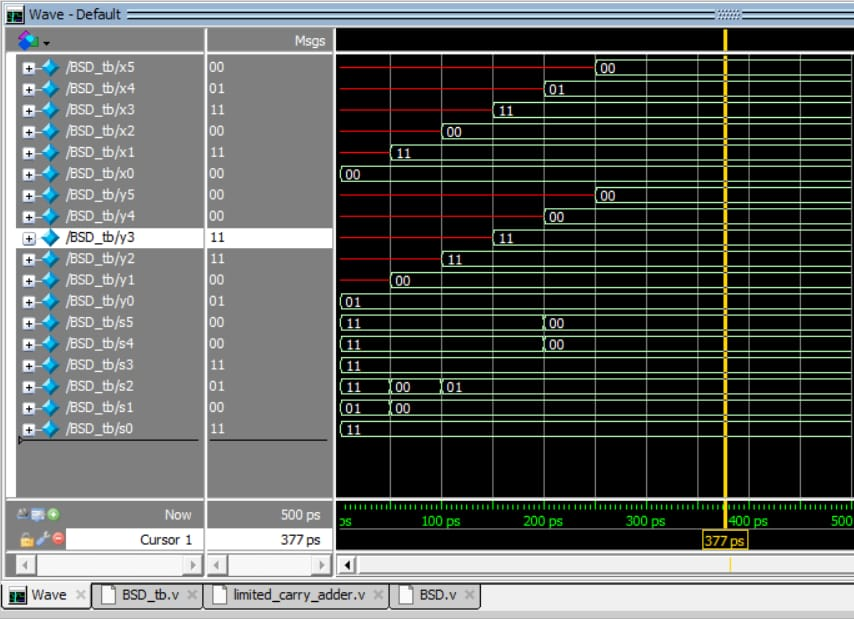 Wave - Default
Msgs
/BSD_tb/x5 00 00
/BSD_tb/x4 01 01
/BSD_tb/x3 11 11
/BSD_tb/x2 00 00
/BSD_tb/x1 11 11
/BSD_tb/x0 00 00
/BSD_tb/y5 00 00
/BSD_tb/y4 00 00
/BSD_tb/y3 11 11
/BSD_tb/y2 11 11
/BSD_tb/y1 00 00
/BSD_tb/y0 01 01
/BSD_tb/s5 00 11 00
/BSD_tb/s4 00 11 00
/BSD_tb/s3 11 11
/BSD_tb/s2 01 11 00 01
/BSD_tb/s1 00 01 00
/BSD_tb/s0 11 11
Now 500 ps ps 100 ps 200 ps 300 ps 400 ps 500
Cursor 1 377 ps 377 ps
Wave BSD_tb.v limited_carry_adder.v BSD.v